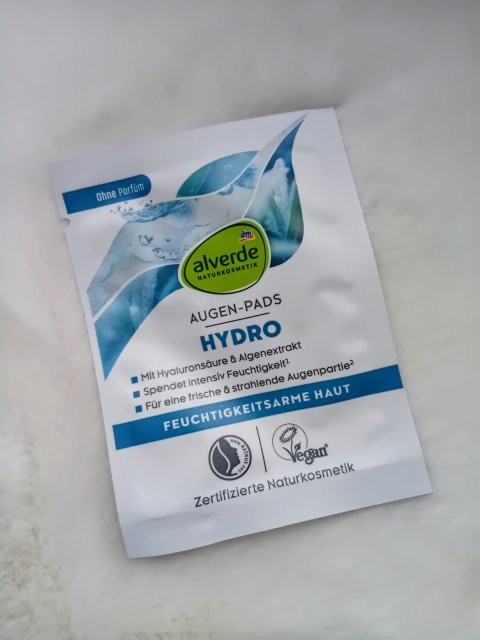 Ohne Parfüm
dm
alverde
NATURKOSMETIK
AUGEN-PADS
HYDRO
Mit Hyaluronsäure & Algenextrakt
Spendet intensiv Feuchtigkeit¹
Für eine frische & strahlende Augenpartie²
FEUCHTIGKEITSARME HAUT
Vegan
Zertifizierte Naturkosmetik